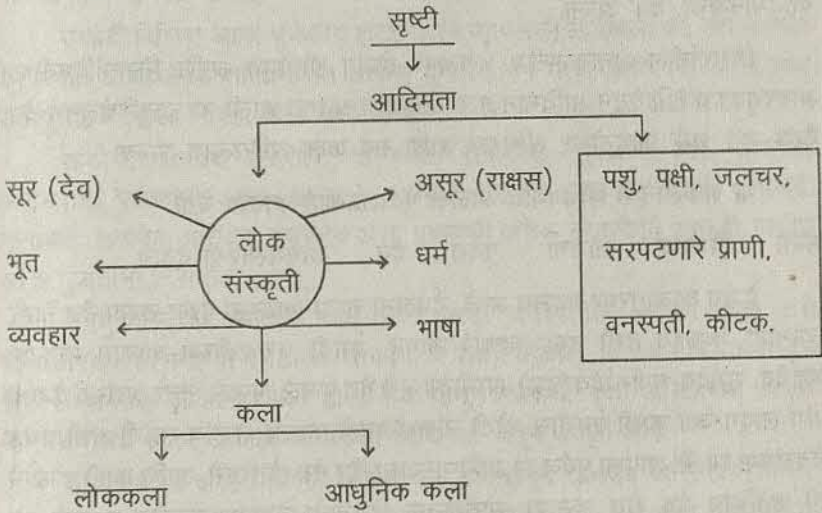 सृष्टी
आदिमता
सूर (देव)
असूर (राक्षस)
पशु, पक्षी, जलचर,
लोक
संस्कृती
भूत
धर्म
सरपटणारे प्राणी,
व्यवहार
भाषा
वनस्पती, कीटक.
कला
लोककला
आधुनिक कला